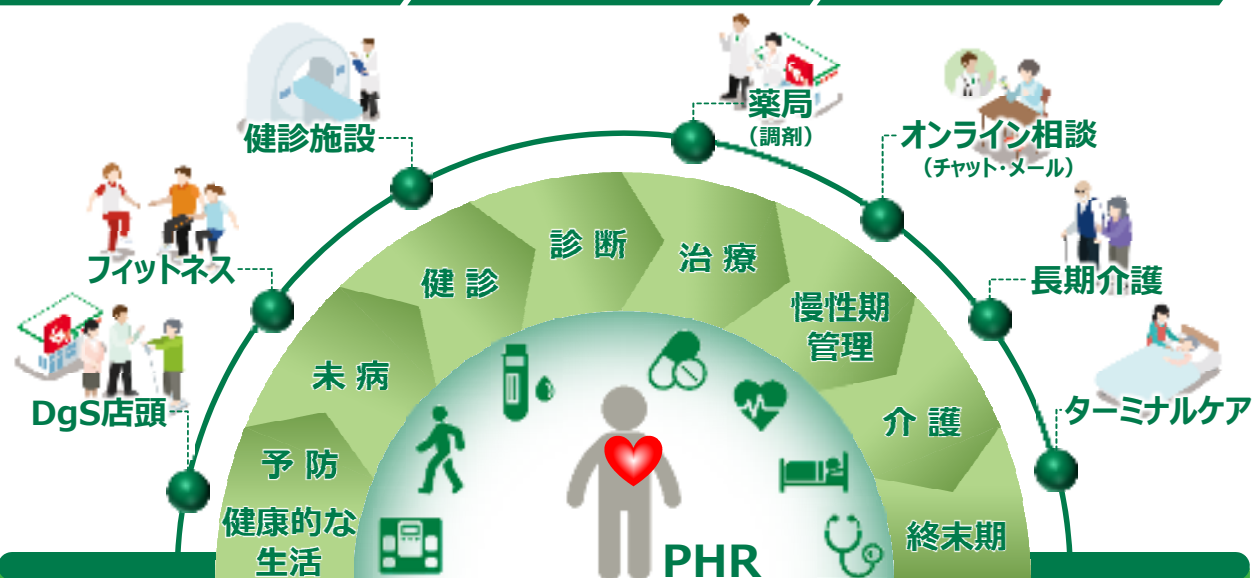 健診施設
薬局
(調剤)
オンライン相談
(チャット・メール)
フィットネス
長期介護
DgS店頭
ターミナルケア
健康的な
生活
予防
未病
健診
診断
治療
慢性期
管理
介護
終末期
PHR